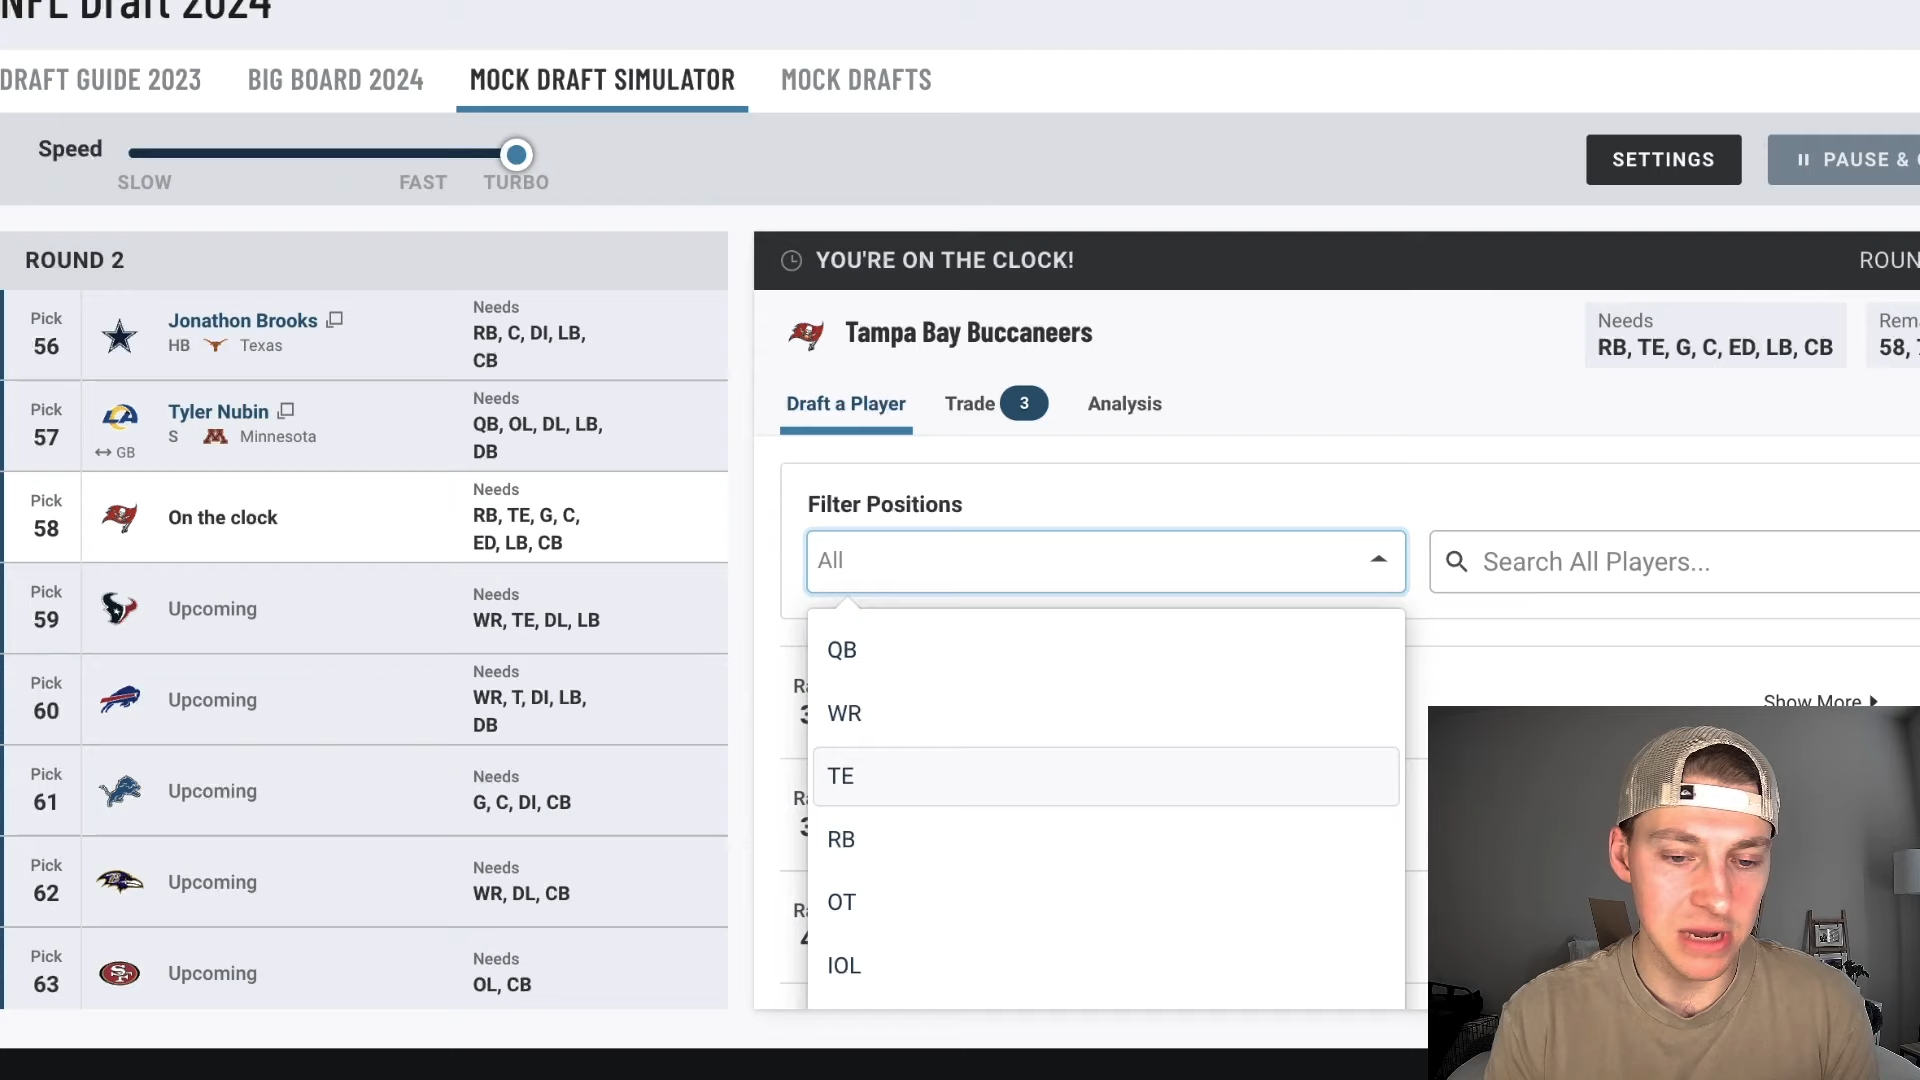 NFL Draft 2024
DRAFT GUIDE 2023
BIG BOARD 2024
MOCK DRAFT SIMULATOR
MOCK DRAFTS
Speed
SLOW
FAST
TURBO
SETTINGS
PAUSE &
ROUND 2
Pick
56
Jonathon Brooks
HB
Texas
Needs
RB, C, DI, LB,
CB
Pick
57
GB
Tyler Nubin
S
Minnesota
Needs
QB, OL, DL, LB,
DB
Pick
58
On the clock
Needs
RB, TE, G, C,
ED, LB, CB
Pick
59
Upcoming
Needs
WR, TE, DL, LB
Pick
60
Upcoming
Needs
WR, T, DI, LB,
DB
Pick
61
Upcoming
Needs
G, C, DI, CB
Pick
62
Upcoming
Needs
WR, DL, CB
Pick
63
Upcoming
Needs
OL, CB
YOU'RE ON THE CLOCK!
ROUN
Tampa Bay Buccaneers
Needs
RB, TE, G, C, ED, LB, CB
Rema
58,
Draft a Player
Trade 3
Analysis
Filter Positions
All
Search All Players...
QB
WR
TE
RB
OT
IOL
Show More